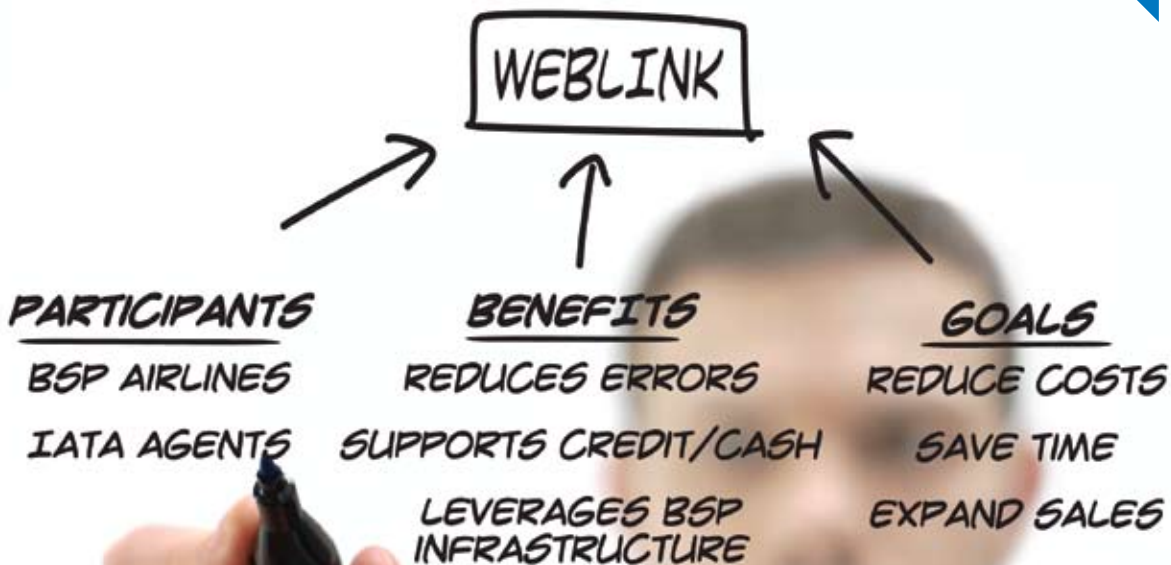 WEBLINK
PARTICIPANTS
BSP AIRLINES
IATA AGENTS
BENEFITS
REDUCES ERRORS
SUPPORTS CREDIT/CASH
LEVERAGES BSP
INFRASTRUCTURE
GOALS
REDUCE COSTS
SAVE TIME
EXPAND SALES